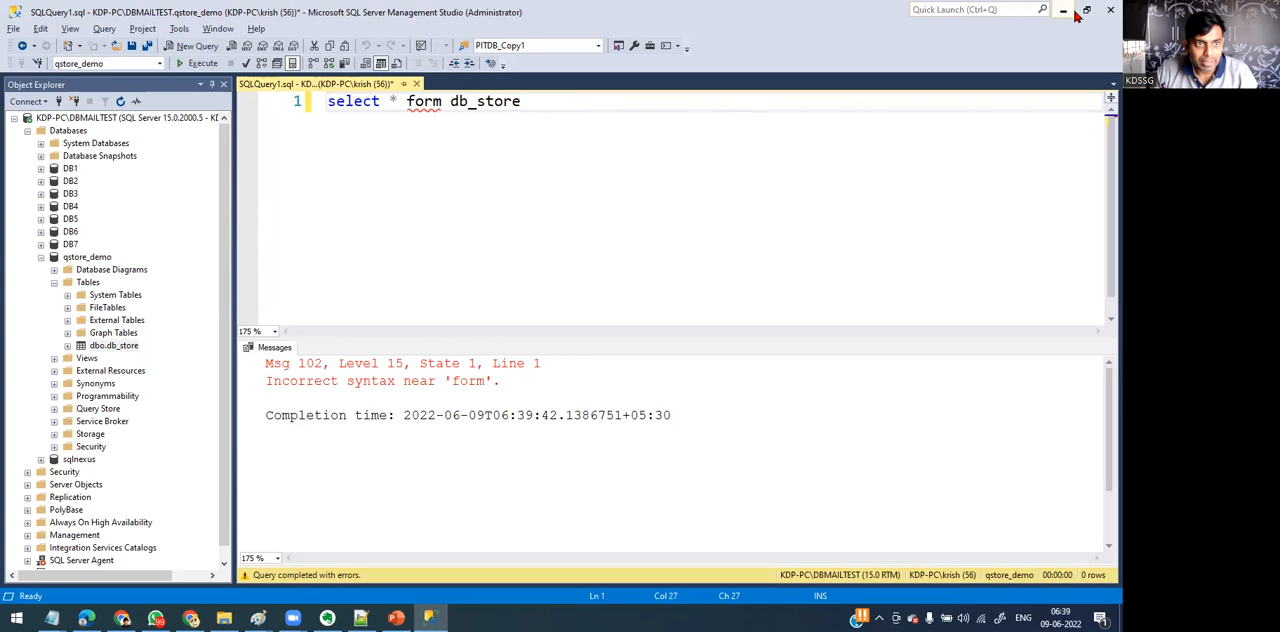 SQLQuery1.sql - KDP-PC\DBMAILTEST.qstore_demo (KDP-PC\krish (56))* - Microsoft SQL Server Management Studio (Administrator)
Quick Launch (Ctrl+Q)
File Edit View Query Project Tools Window Help
New Query
PITDB_Copy1
qstore_demo
Execute
Object Explorer
SQLQuery1.sql - KD...(KDP-PC\krish (56))*
Connect
KDP-PC\DBMAILTEST (SQL Server 15.0.2000.5 - KD
Databases
System Databases
Database Snapshots
DB1
DB2
DB3
DB4
DB5
DB6
DB7
qstore_demo
Database Diagrams
Tables
System Tables
FileTables
External Tables
Graph Tables
dbo.db_store
Views
External Resources
Synonyms
Programmability
Query Store
Service Broker
Storage
Security
sqlnexus
Security
Server Objects
Replication
PolyBase
Always On High Availability
Management
Integration Services Catalogs
SQL Server Agent
1 select * form db_store
175 %
Messages
Msg 102, Level 15, State 1, Line 1
Incorrect syntax near 'form'.
Completion time: 2022-06-09T06:39:42.1386751+05:30
175 %
Query completed with errors.
KDP-PC\DBMAILTEST (15.0 RTM) KDP-PC\krish (56) qstore_demo 00:00:00 0 rows
Ready
Ln 1 Col 27 Ch 27 INS
ENG
06:39
09-06-2022
KDSSG